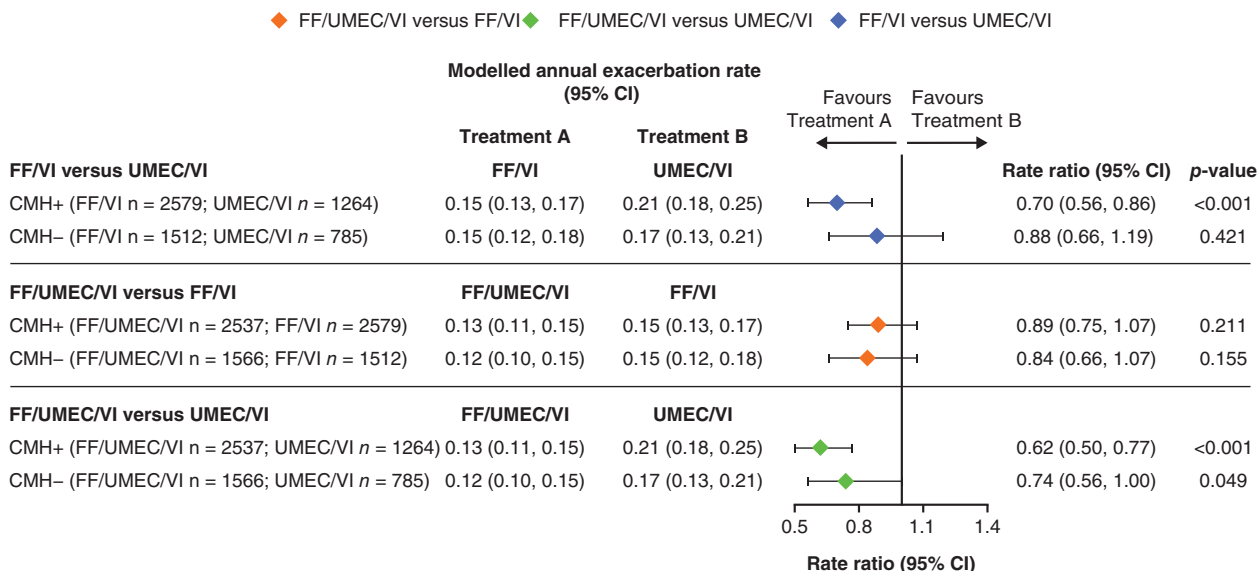 FF/UMEC/VI versus FF/VI FF/UMEC/VI versus UMEC/VI FF/VI versus UMEC/VI
Modelled annual exacerbation rate
(95% CI)
Favours Favours
Treatment A Treatment B
Treatment A Treatment B
FF/VI versus UMEC/VI FF/VI UMEC/VI Rate ratio (95% CI) p-value
CMH+ (FF/VI n = 2579; UMEC/VI n = 1264) 0.15 (0.13, 0.17) 0.21 (0.18, 0.25) 0.70 (0.56, 0.86) <0.001
CMH− (FF/VI n = 1512; UMEC/VI n = 785) 0.15 (0.12, 0.18) 0.17 (0.13, 0.21) 0.88 (0.66, 1.19) 0.421
FF/UMEC/VI versus FF/VI FF/UMEC/VI FF/VI
CMH+ (FF/UMEC/VI n = 2537; FF/VI n = 2579) 0.13 (0.11, 0.15) 0.15 (0.13, 0.17) 0.89 (0.75, 1.07) 0.211
CMH− (FF/UMEC/VI n = 1566; FF/VI n = 1512) 0.12 (0.10, 0.15) 0.15 (0.12, 0.18) 0.84 (0.66, 1.07) 0.155
FF/UMEC/VI versus UMEC/VI FF/UMEC/VI UMEC/VI
CMH+ (FF/UMEC/VI n = 2537; UMEC/VI n = 1264) 0.13 (0.11, 0.15) 0.21 (0.18, 0.25) 0.62 (0.50, 0.77) <0.001
CMH− (FF/UMEC/VI n = 1566; UMEC/VI n = 785) 0.12 (0.10, 0.15) 0.17 (0.13, 0.21) 0.74 (0.56, 1.00) 0.049
0.5 0.8 1.1 1.4
Rate ratio (95% CI)